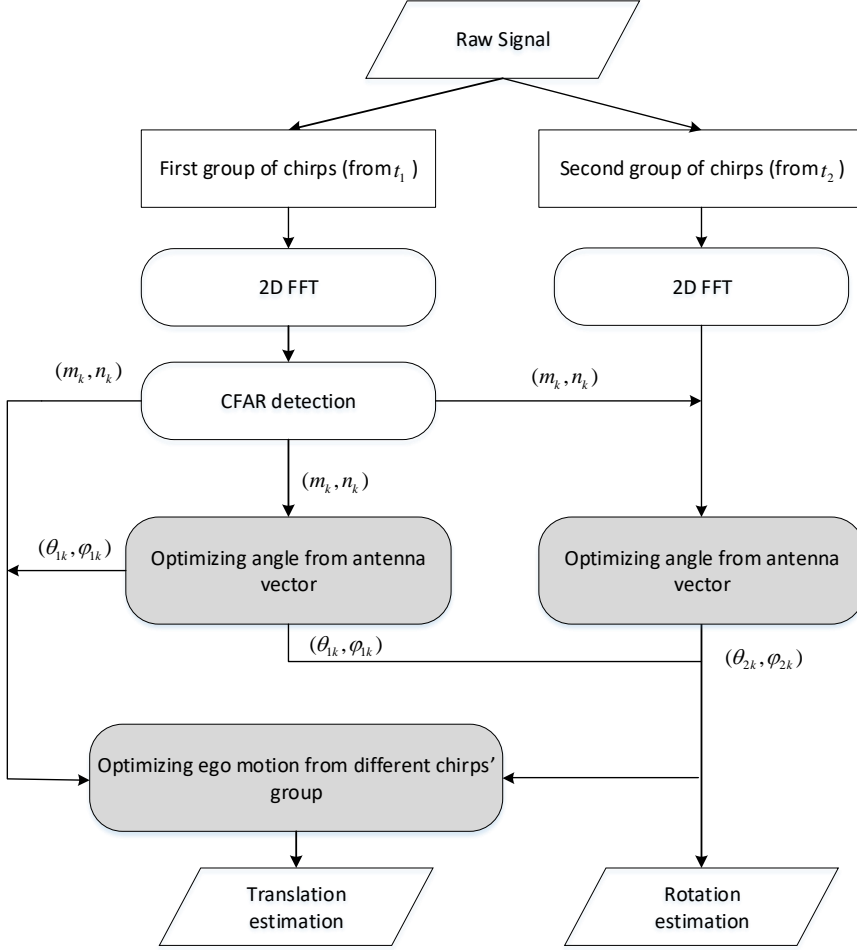 Raw Signal
First group of chirps (from t₁ )
Second group of chirps (from t₂ )
2D FFT
2D FFT
(mₖ, nₖ)
CFAR detection
(mₖ, nₖ)
(mₖ, nₖ)
(θ₁ₖ, φ₁ₖ)
Optimizing angle from antenna
vector
Optimizing angle from antenna
vector
(θ₁ₖ, φ₁ₖ)
(θ₂ₖ, φ₂ₖ)
Optimizing ego motion from different chirps’
group
Translation
estimation
Rotation
estimation